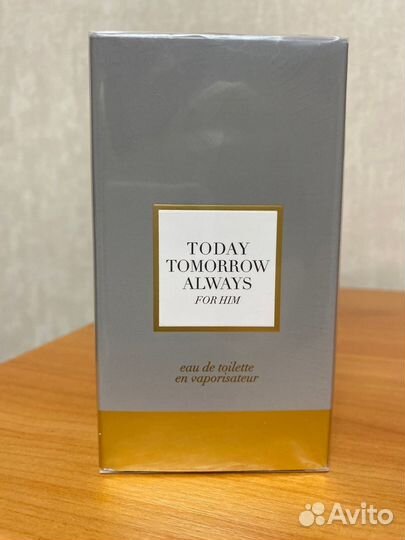 TODAY
TOMORROW
ALWAYS
FOR HIM
eau de toilette
en vaporisateur
Avito